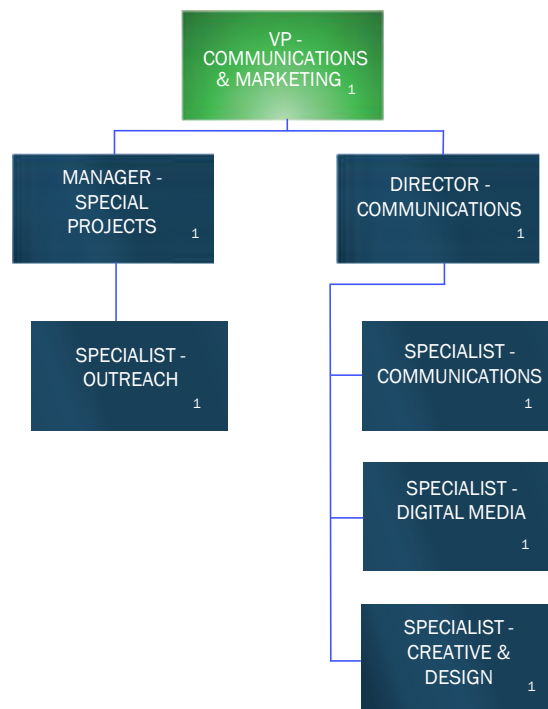 VP -
COMMUNICATIONS
& MARKETING
1
MANAGER -
SPECIAL
PROJECTS
1
DIRECTOR -
COMMUNICATIONS
1
SPECIALIST -
OUTREACH
1
SPECIALIST -
COMMUNICATIONS
1
SPECIALIST -
DIGITAL MEDIA
1
SPECIALIST -
CREATIVE &
DESIGN
1